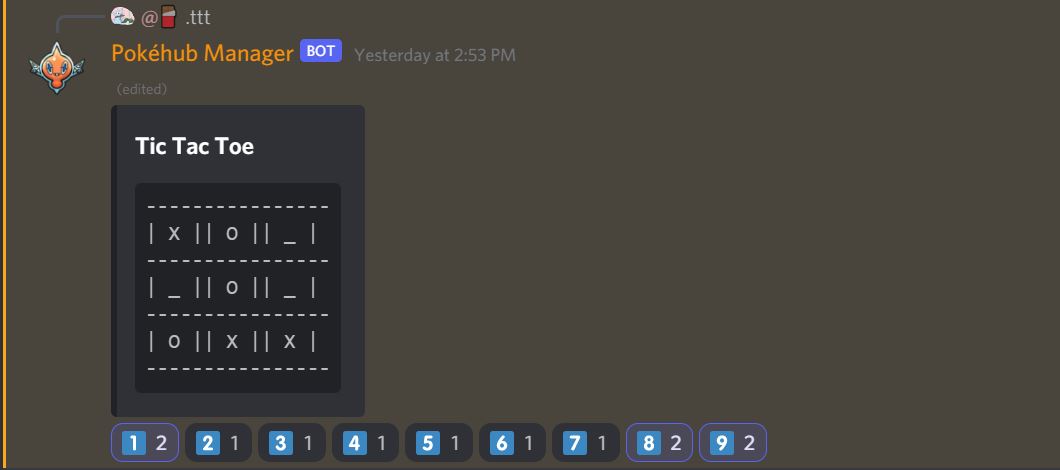 @ .ttt
Pokéhub Manager BOT Yesterday at 2:53 PM
(edited)
Tic Tac Toe
----------------
| x || o || _ |
----------------
| _ || o || _ |
----------------
| o || x || x |
----------------
1 2 2 1 3 1 4 1 5 1 6 1 7 1 8 2 9 2